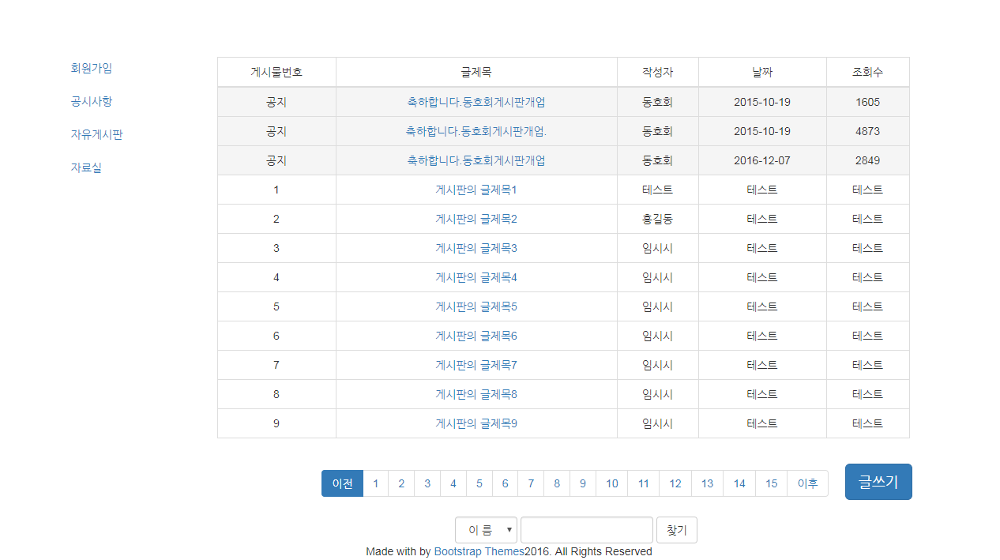 회원가입
공시사항
자유게시판
자료실
게시물번호 글제목 작성자 날짜 조회수
공지 축하합니다.동호회게시판개업 동호회 2015-10-19 1605
공지 축하합니다.동호회게시판개업. 동호회 2015-10-19 4873
공지 축하합니다.동호회게시판개업 동호회 2016-12-07 2849
1 게시판의 글제목1 테스트 테스트 테스트
2 게시판의 글제목2 홍길동 테스트 테스트
3 게시판의 글제목3 임시시 테스트 테스트
4 게시판의 글제목4 임시시 테스트 테스트
5 게시판의 글제목5 임시시 테스트 테스트
6 게시판의 글제목6 임시시 테스트 테스트
7 게시판의 글제목7 임시시 테스트 테스트
8 게시판의 글제목8 임시시 테스트 테스트
9 게시판의 글제목9 임시시 테스트 테스트
이전 1 2 3 4 5 6 7 8 9 10 11 12 13 14 15 이후 글쓰기
이 름 찾기
Made with by Bootstrap Themes2016. All Rights Reserved